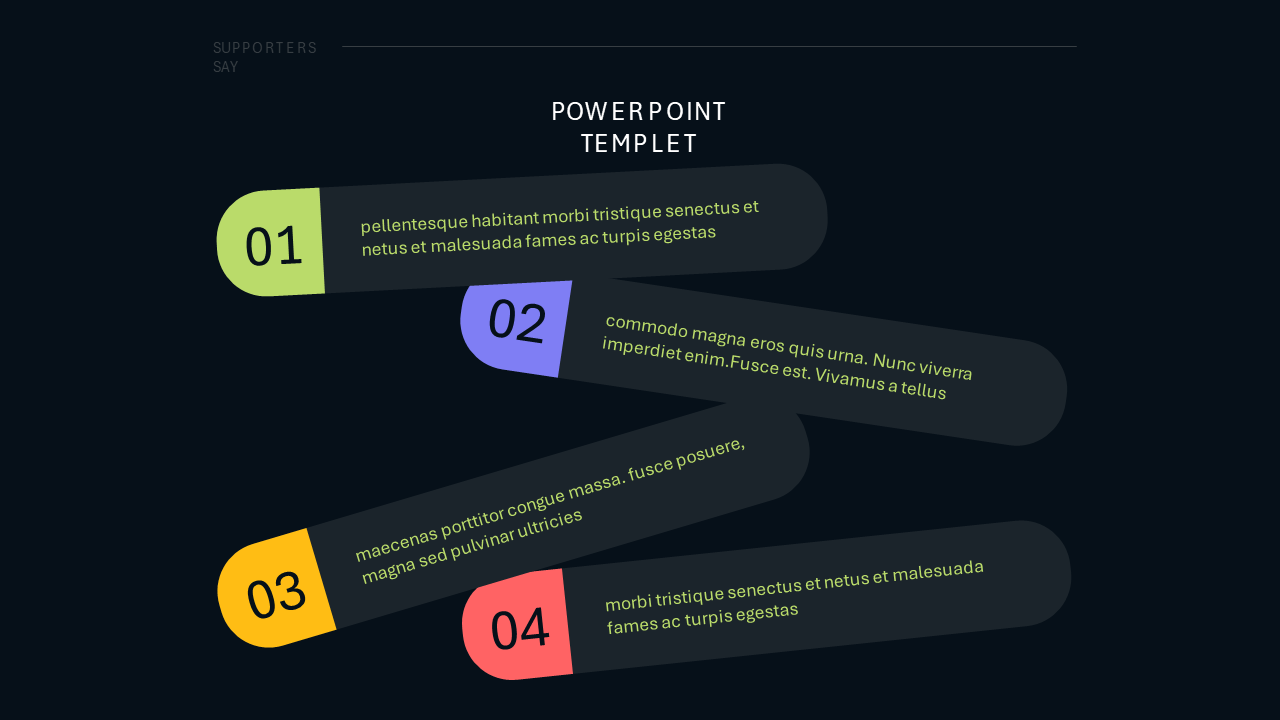 SUPPORTERS
SAY
POWERPOINT
TEMPLET
01
pellentesque habitant morbi tristique senectus et
netus et malesuada fames ac turpis egestas
02
commodo magna eros quis urna. Nunc viverra
imperdiet enim.Fusce est. Vivamus a tellus
03
maecenas porttitor congue massa. fusce posuere,
magna sed pulvinar ultricies
04
morbi tristique senectus et netus et malesuada
fames ac turpis egestas